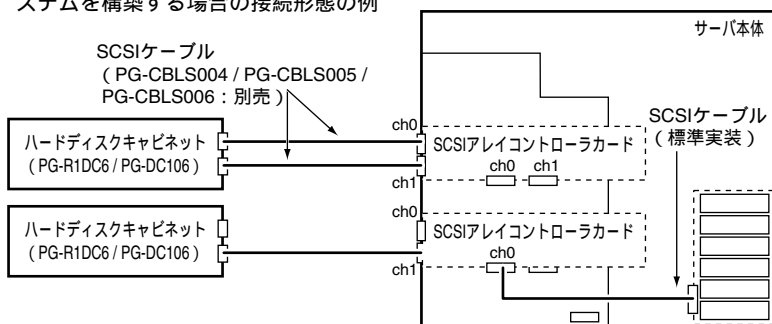 ステムを構築する場合の接続形態の例
サーバ本体
SCSIケーブル
（PG-CBLS004 / PG-CBLS005 /
PG-CBLS006：別売）
SCSIケーブル
（標準実装）
ハードディスクキャビネット
（PG-R1DC6 / PG-DC106）
ch0
ch1
SCSIアレイコントローラカード
ch0 ch1
ハードディスクキャビネット
（PG-R1DC6 / PG-DC106）
ch0
ch1
SCSIアレイコントローラカード
ch0